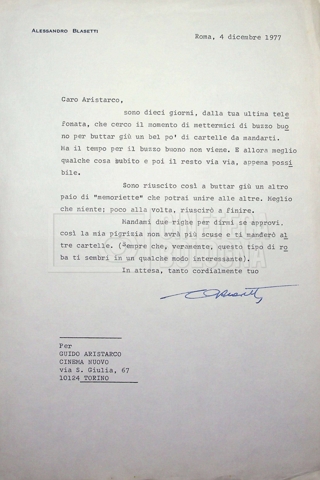 ALESSANDRO BLASETTI
Roma, 4 dicembre 1977
Caro Aristarco,
sono dieci giorni, dalla tua ultima tele
fonata, che cerco il momento di mettermici di buzzo buo
no per buttar giù un bel po' di cartelle da mandarti.
Ma il tempo per il buzzo buono non viene. E allora meglio
qualche cosa subito e poi il resto via via, appena possi
bile.
Sono riuscito così a buttar giù un altro
paio di "memoriette" che potrai unire alle altre. Meglio
che niente; poco alla volta, riuscirò a finire.
Mandami due righe per dirmi se approvi.
così la mia pigrizia non avrà più scuse e ti manderò al
tre cartelle. (Sempre che, veramente, questo tipo di ro
ba ti sembri in un qualche modo interessante).
In attesa, tanto cordialmente tuo
Per
GUIDO ARISTARCO
CINEMA NUOVO
via S. Giulia, 67
10124 TORINO